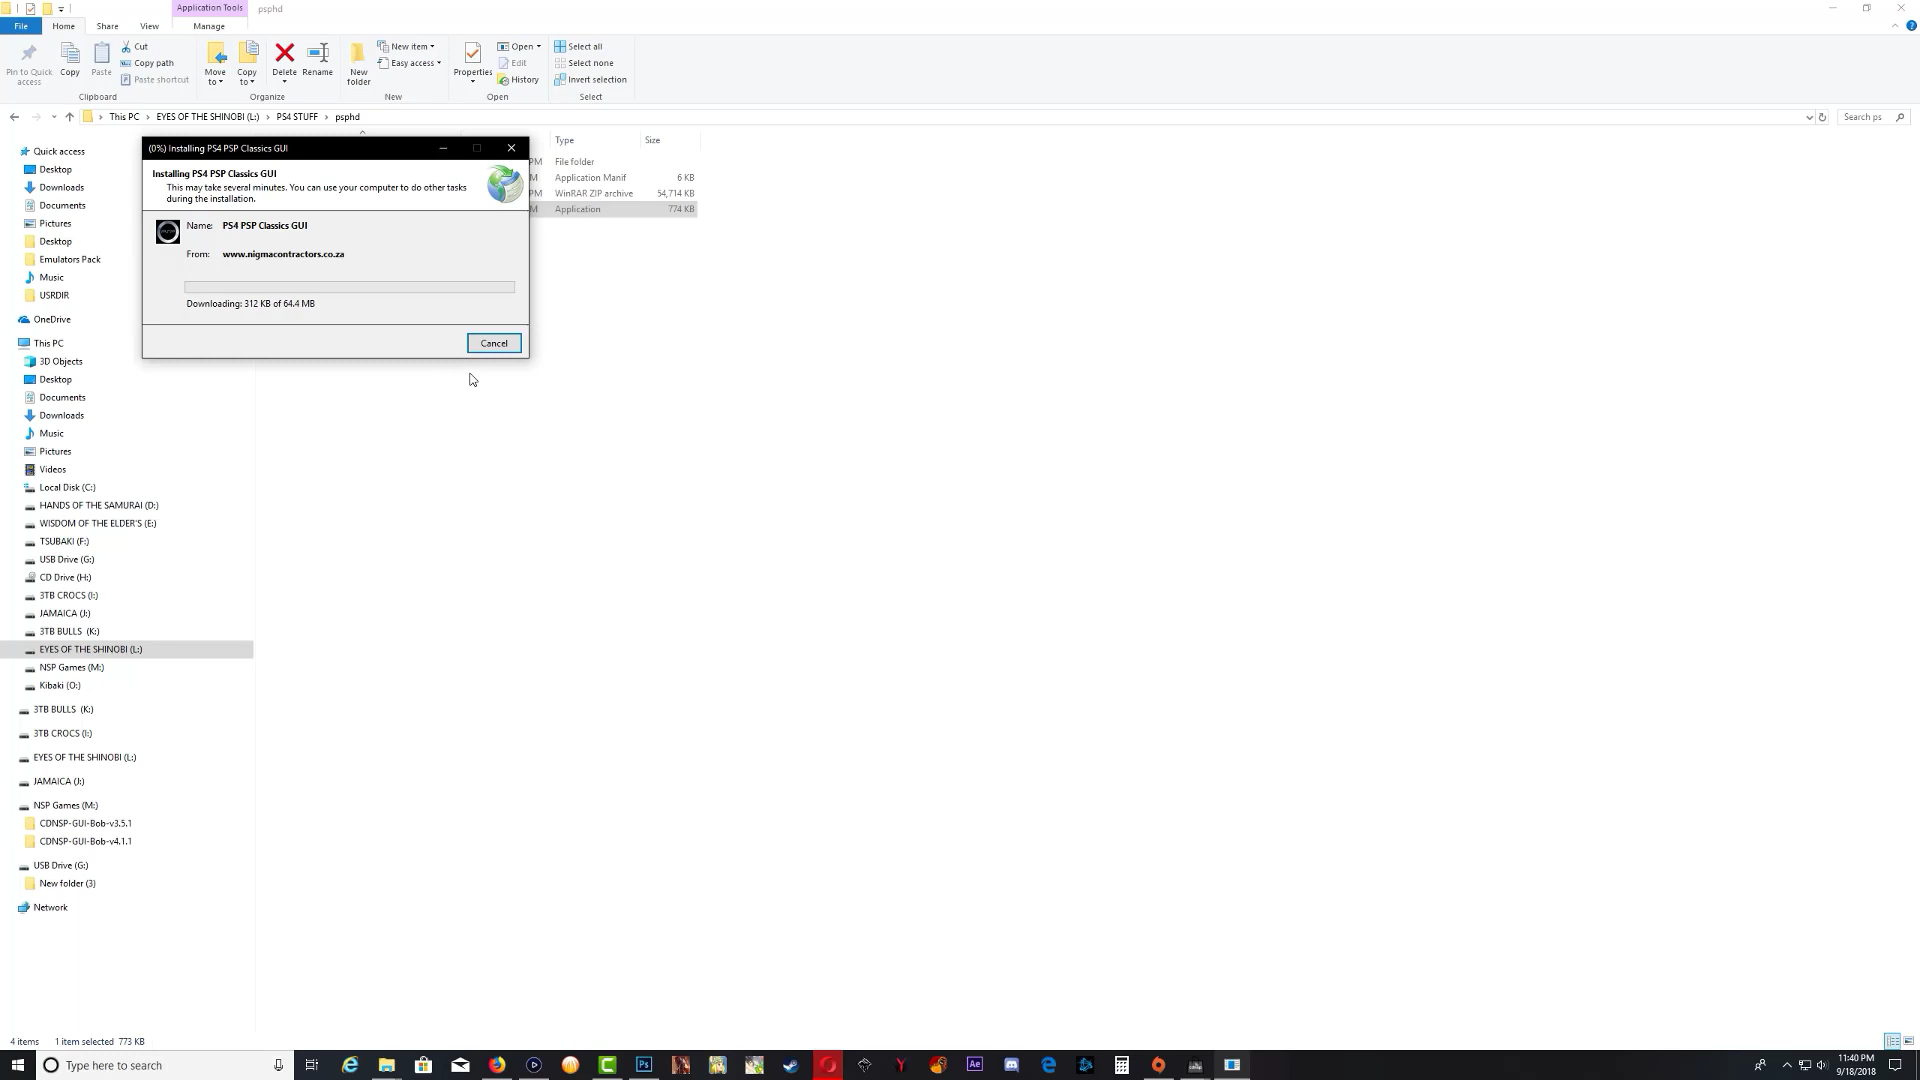 Application Tools psphd
File Home Share View Manage
Pin to Quick access
Copy
Paste
Cut
Copy path
Paste shortcut
Clipboard
Move to
Copy to
Delete
Rename
Organize
New folder
New item
Easy access
New
Properties
Open
Edit
History
Open
Select all
Select none
Invert selection
Select
This PC EYES OF THE SHINOBI (L:) PS4 STUFF psphd
Search ps
Type Size
File folder
Application Manif 6 KB
WinRAR ZIP archive 54,714 KB
Application 774 KB
(0%) Installing PS4 PSP Classics GUI
Installing PS4 PSP Classics GUI
This may take several minutes. You can use your computer to do other tasks
during the installation.
Name: PS4 PSP Classics GUI
From: www.nigmacontractors.co.za
Downloading: 312 KB of 64.4 MB
Cancel
Quick access
Desktop
Downloads
Documents
Pictures
Desktop
Emulators Pack
Music
USRDIR
OneDrive
This PC
3D Objects
Desktop
Documents
Downloads
Music
Pictures
Videos
Local Disk (C:)
HANDS OF THE SAMURAI (D:)
WISDOM OF THE ELDER'S (E:)
TSUBAKI (F:)
USB Drive (G:)
CD Drive (H:)
3TB CROCS (I:)
JAMAICA (J:)
3TB BULLS (K:)
EYES OF THE SHINOBI (L:)
NSP Games (M:)
Kibaki (O:)
3TB BULLS (K:)
3TB CROCS (I:)
EYES OF THE SHINOBI (L:)
JAMAICA (J:)
NSP Games (M:)
CDNSP-GUI-Bob-v3.5.1
CDNSP-GUI-Bob-v4.1.1
USB Drive (G:)
New folder (3)
Network
4 items 1 item selected 773 KB
Type here to search
Ps
Ae
11:40 PM
9/18/2018